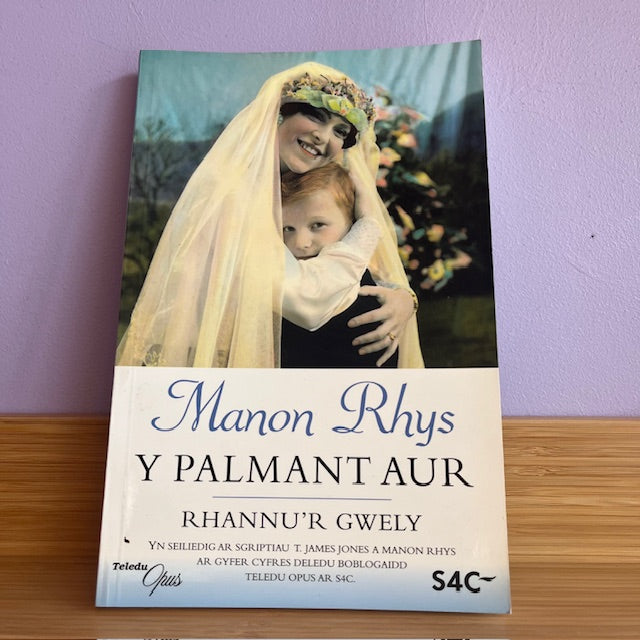 Manon Rhys
Y PALMANT AUR
RHANNU'R GWELY
YN SEILIEDIG AR SGRIPTIAU T. JAMES JONES A MANON RHYS
AR GYFER CYFRES DELEDU BOBLOGAIDD
TELEDU OPUS AR S4C.
Teledu Opus
S4C